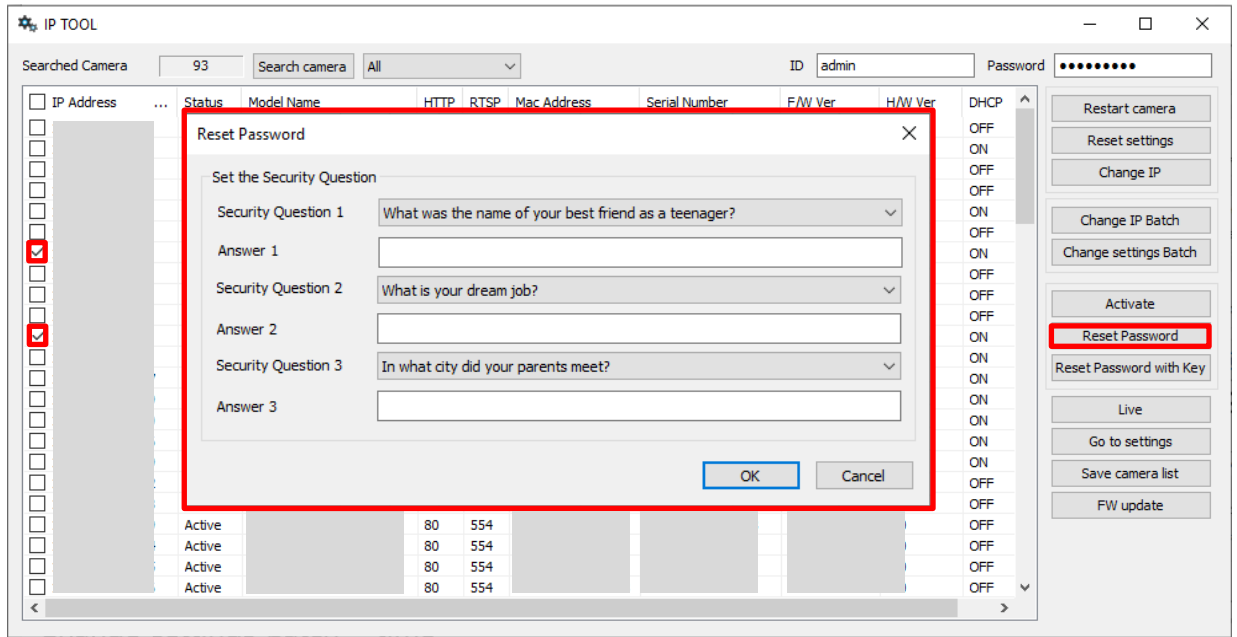 IP TOOL
Searched Camera 93 Search camera All ID admin Password •••••••••
IP Address ... Status Model Name HTTP RTSP Mac Address Serial Number F/W Ver H/W Ver DHCP
Restart camera
Reset settings
Change IP
Change IP Batch
Change settings Batch
Activate
Reset Password
Reset Password with Key
Live
Go to settings
Save camera list
FW update
Reset Password
Set the Security Question
Security Question 1 What was the name of your best friend as a teenager?
Answer 1
Security Question 2 What is your dream job?
Answer 2
Security Question 3 In what city did your parents meet?
Answer 3
OK Cancel
OFF
ON
OFF
OFF
ON
OFF
ON
OFF
OFF
OFF
ON
ON
ON
ON
ON
ON
ON
OFF
OFF
Active 80 554 OFF
Active 80 554 OFF
Active 80 554 OFF
Active 80 554 OFF